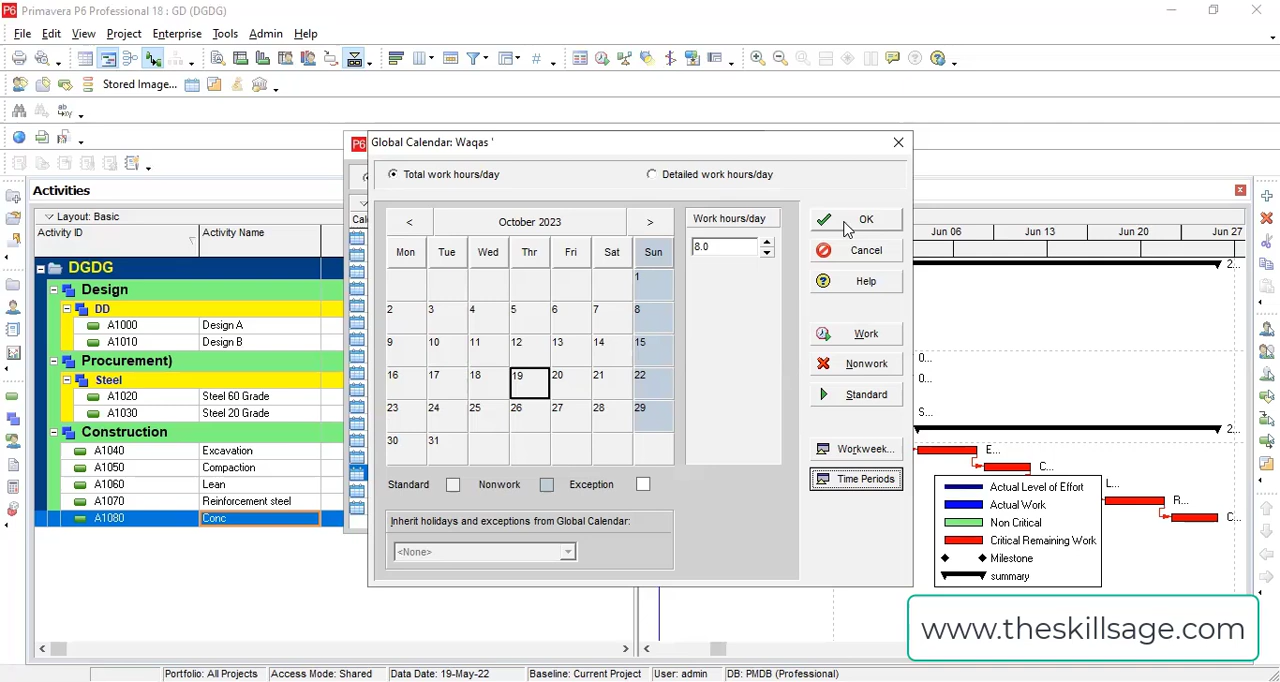 P6 Primavera P6 Professional 18 : GD (DGDG)
File Edit View Project Enterprise Tools Admin Help
Stored Image...
Activities
Layout: Basic
Activity ID Activity Name
DGDG
Design
DD
A1000 Design A
A1010 Design B
Procurement)
Steel
A1020 Steel 60 Grade
A1030 Steel 20 Grade
Construction
A1040 Excavation
A1050 Compaction
A1060 Lean
A1070 Reinforcement steel
A1080 Conc
P6 Global Calendar: Waqas '
Total work hours/day Detailed work hours/day
Cal
< October 2023 >
Mon Tue Wed Thr Fri Sat Sun
1
2 3 4 5 6 7 8
9 10 11 12 13 14 15
16 17 18 19 20 21 22
23 24 25 26 27 28 29
30 31
Standard Nonwork Exception
Inherit holidays and exceptions from Global Calendar:
<None>
Work hours/day
8.0
OK
Cancel
Help
Work
Nonwork
Standard
Workweek...
Time Periods
Jun 06 Jun 13 Jun 20 Jun 27
2...
0...
0...
S...
2...
E...
C...
L...
R...
C...
Actual Level of Effort
Actual Work
Non Critical
Critical Remaining Work
Milestone
summary
www.theskillsage.com
Portfolio: All Projects Access Mode: Shared Data Date: 19-May-22 Baseline: Current Project User: admin DB: PMDB (Professional)